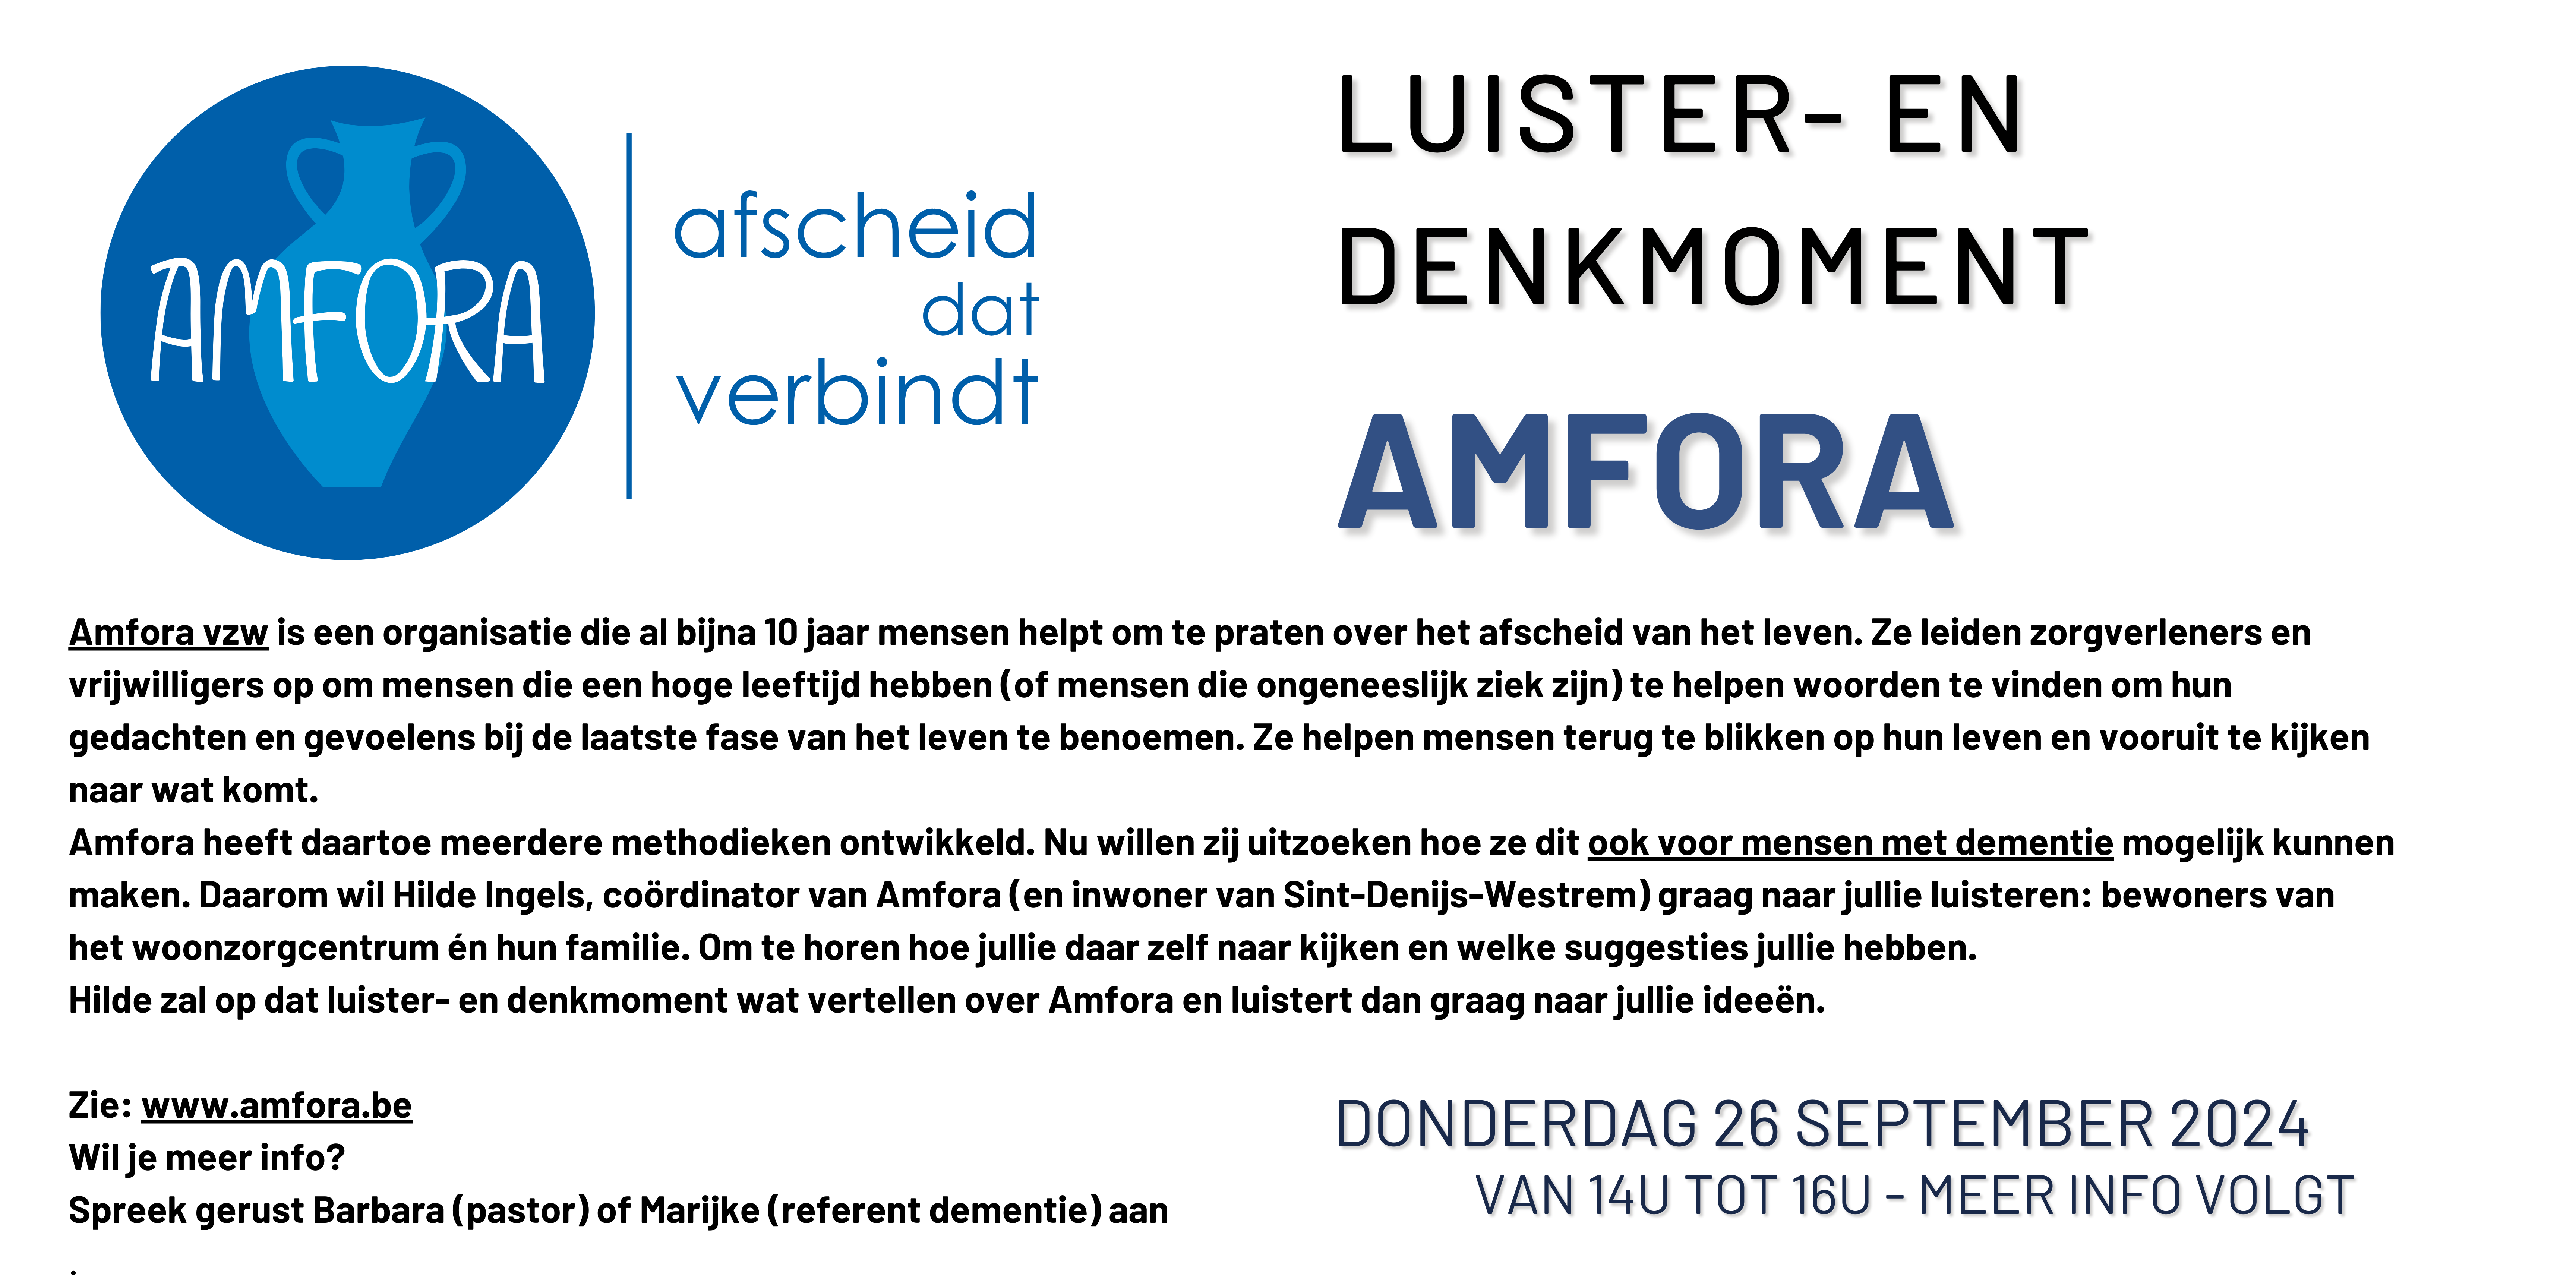 AMFORA
afscheid
dat
verbindt
LUISTER- EN
DENKMOMENT
AMFORA
Amfora vzw is een organisatie die al bijna 10 jaar mensen helpt om te praten over het afscheid van het leven. Ze leiden zorgverleners en
vrijwilligers op om mensen die een hoge leeftijd hebben (of mensen die ongeneeslijk ziek zijn) te helpen woorden te vinden om hun
gedachten en gevoelens bij de laatste fase van het leven te benoemen. Ze helpen mensen terug te blikken op hun leven en vooruit te kijken
naar wat komt.
Amfora heeft daartoe meerdere methodieken ontwikkeld. Nu willen zij uitzoeken hoe ze dit ook voor mensen met dementie mogelijk kunnen
maken. Daarom wil Hilde Ingels, coördinator van Amfora (en inwoner van Sint-Denijs-Westrem) graag naar jullie luisteren: bewoners van
het woonzorgcentrum én hun familie. Om te horen hoe jullie daar zelf naar kijken en welke suggesties jullie hebben.
Hilde zal op dat luister- en denkmoment wat vertellen over Amfora en luistert dan graag naar jullie ideeën.
Zie: www.amfora.be
Wil je meer info?
Spreek gerust Barbara (pastor) of Marijke (referent dementie) aan
.
DONDERDAG 26 SEPTEMBER 2024
VAN 14U TOT 16U - MEER INFO VOLGT